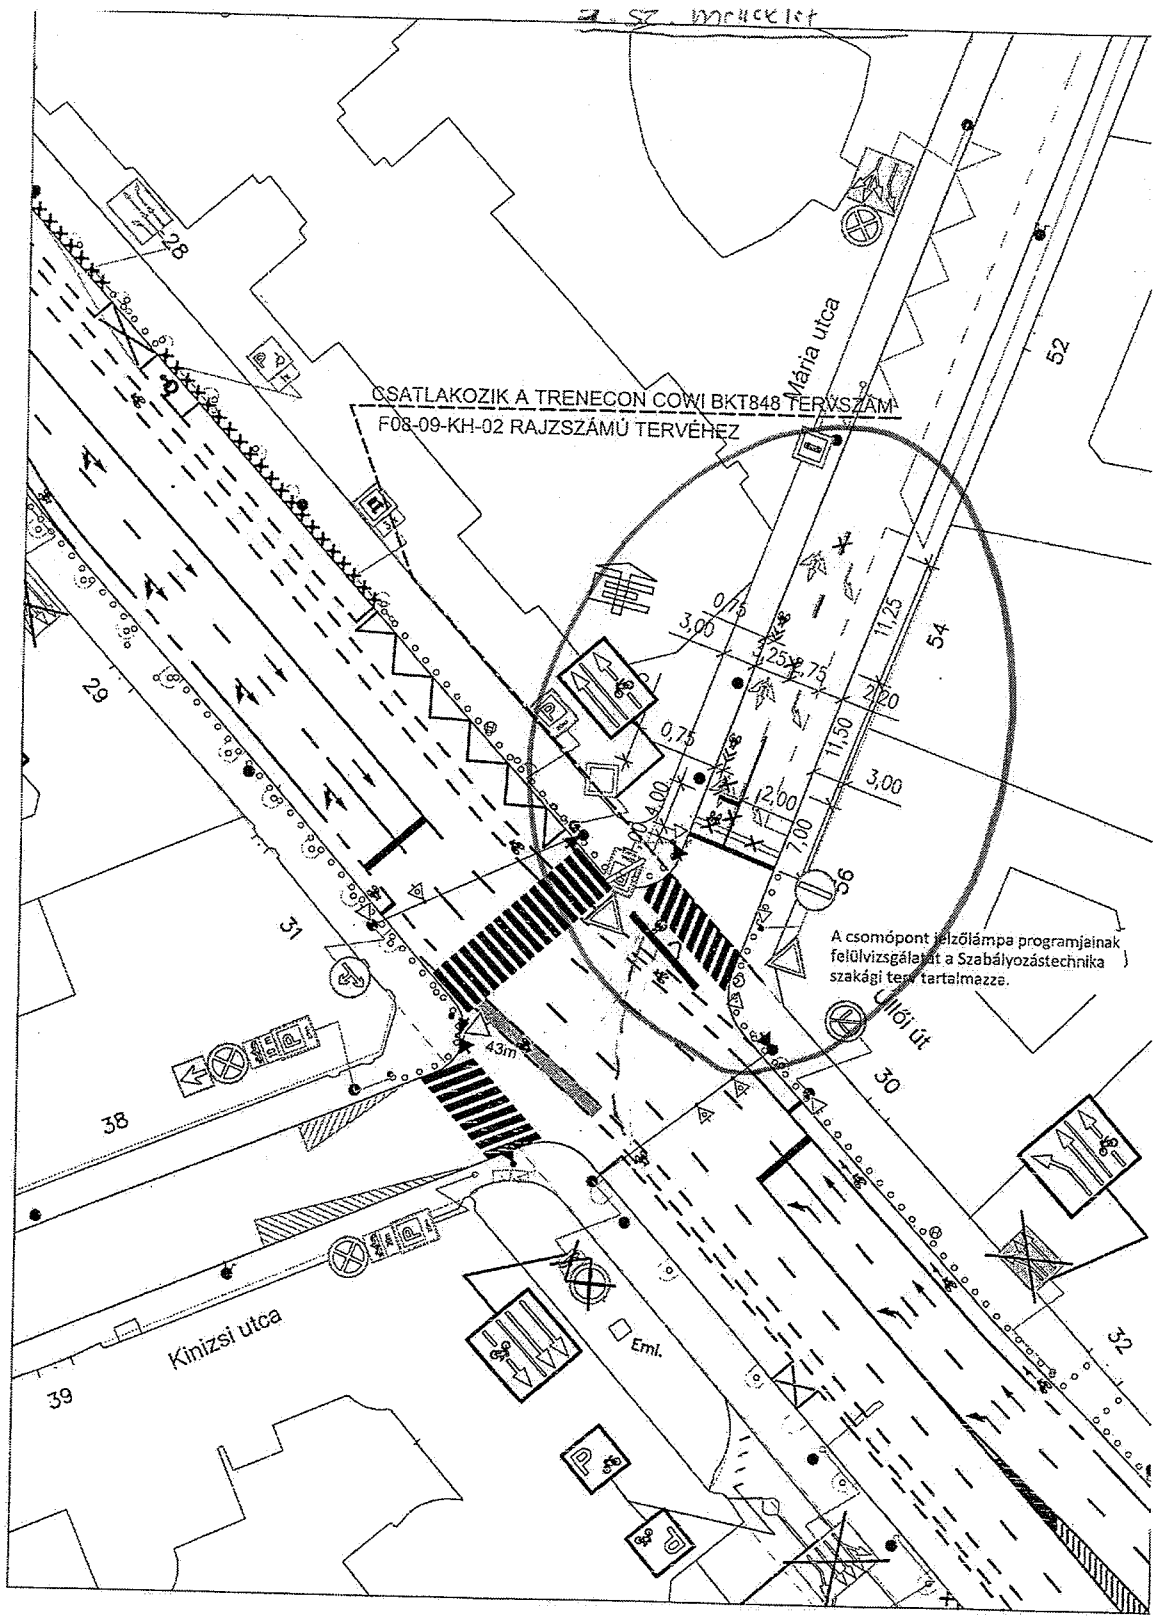 sz. melléklet
28
Mária utca
52
CSATLAKOZIK A TRENECON COWI BKT848 TERVSZÁM
F08-09-KH-02 RAJZSZÁMÚ TERVÉHEZ
0,75
3,00
3,25
2,75
11,25
54
2,20
29
0,75
11,50
3,00
4,00
2,00
7,00
56
31
A csomópont jelzőlámpa programjainak
felülvizsgálatát a Szabályozástechnika
szakági terv tartalmazza.
Üllői út
43m
30
38
P
P
Kinizsi utca
Eml.
32
39
P
P